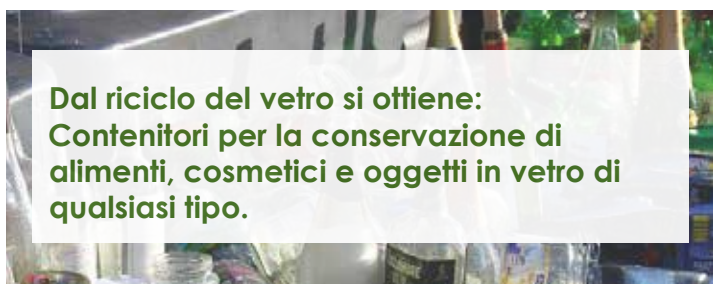 Dal riciclo del vetro si ottiene:
Contenitori per la conservazione di
alimenti, cosmetici e oggetti in vetro di
qualsiasi tipo.